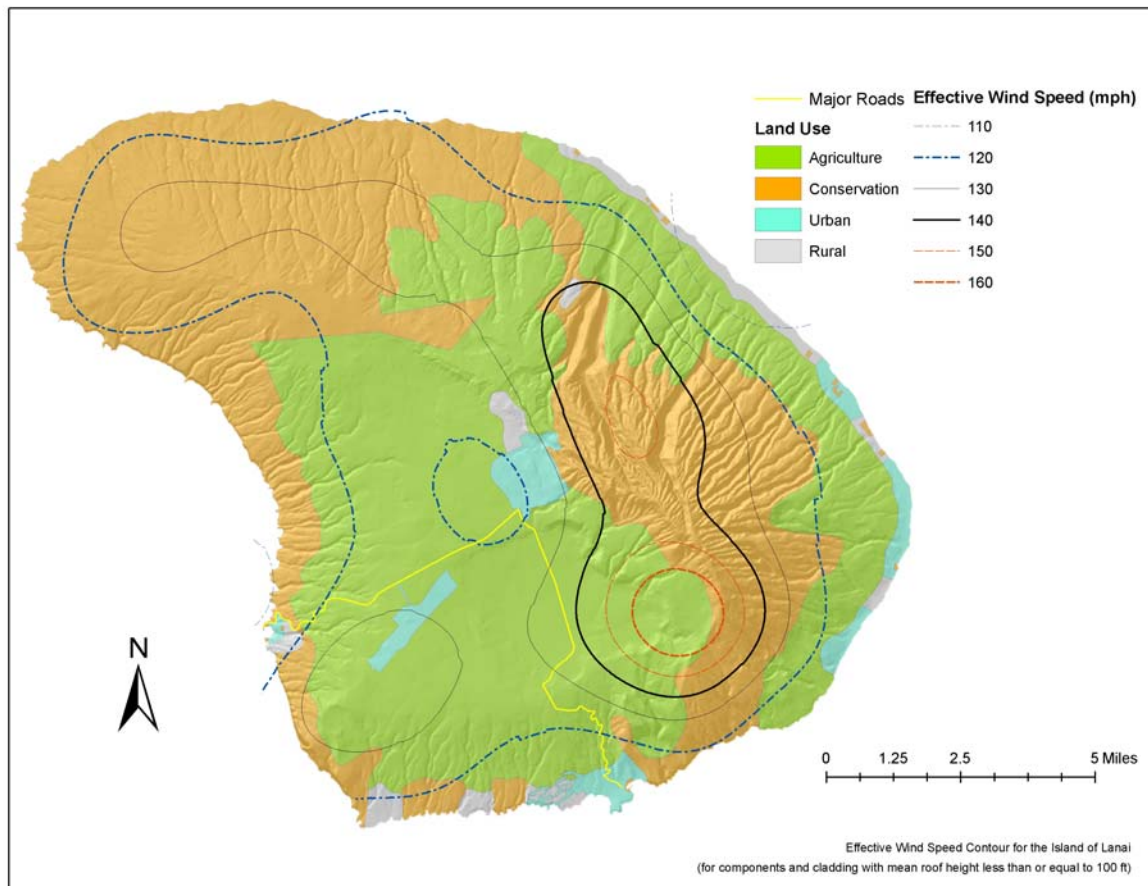 Major Roads
Land Use
Agriculture
Conservation
Urban
Rural
Effective Wind Speed (mph)
110
120
130
140
150
160
N
0 1.25 2.5 5 Miles
Effective Wind Speed Contour for the Island of Lanai
(for components and cladding with mean roof height less than or equal to 100 ft)